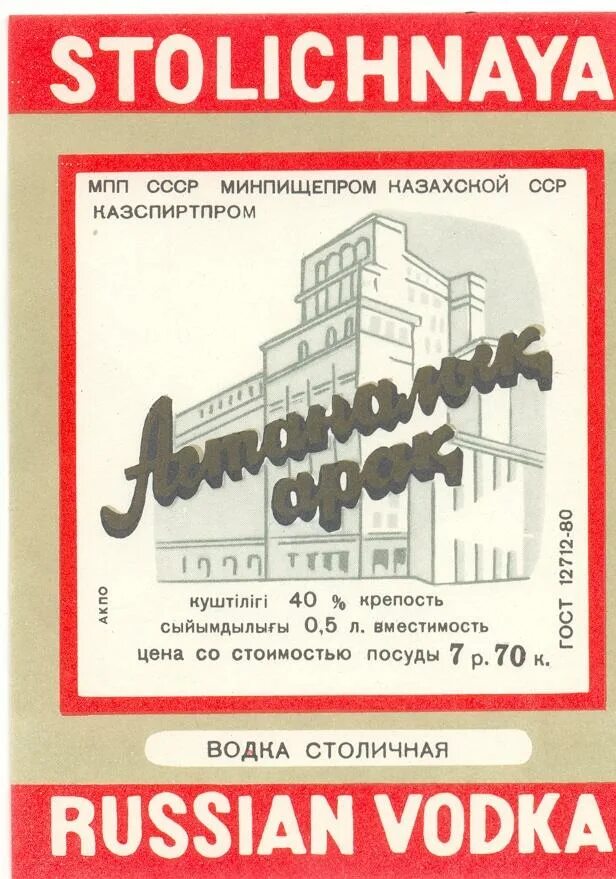 STOLICHNAYA
МПП СССР МИНПИЩЕПРОМ КАЗАХСКОЙ ССР
КАЗСПИРТПРОМ
Астаналық
арақ
АКПО
ГОСТ 12712-80
куштілігі 40 % крепость
сыйымдылығы 0,5 л. вместимость
цена со стоимостью посуды 7 р. 70 к.
ВОДКА СТОЛИЧНАЯ
RUSSIAN VODKA